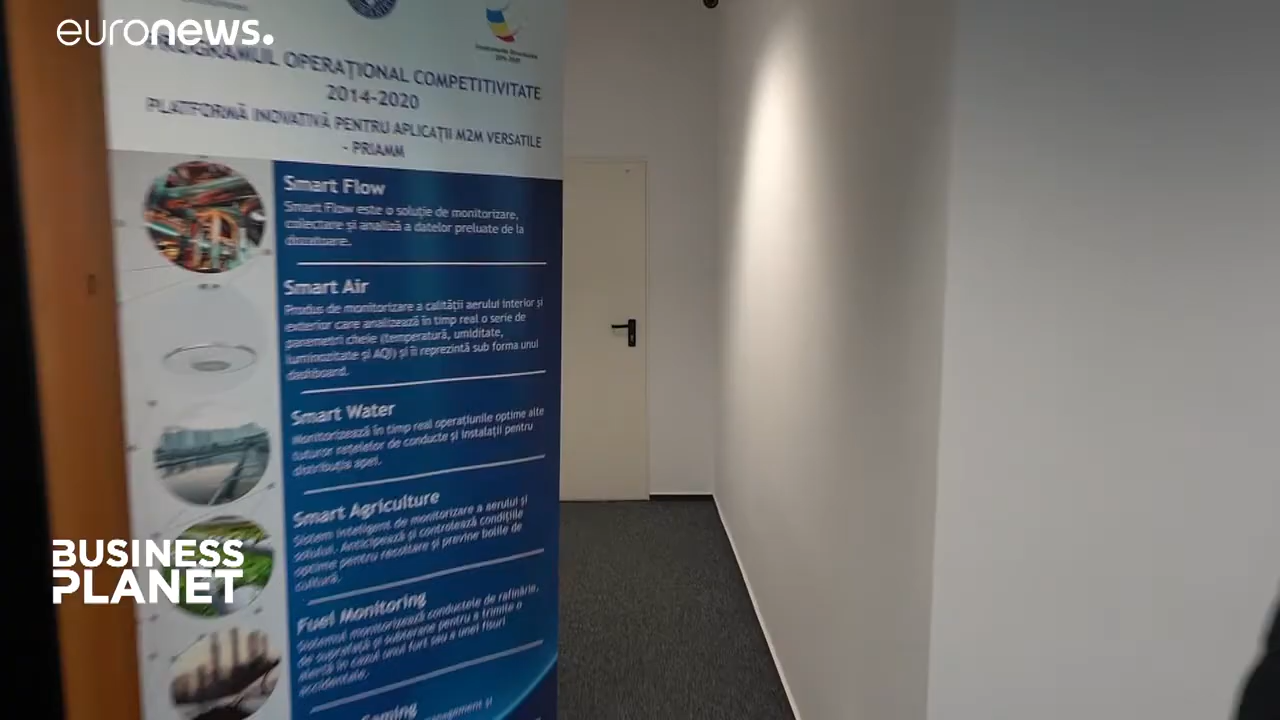 euronews.
PROGRAMUL OPERAȚIONAL COMPETITIVITATE
2014-2020
PLATFORMĂ INOVATIVĂ PENTRU APLICAȚII M2M VERSATILE
- PRIAMM
Smart Flow
Smart Flow este o soluție de monitorizare,
colectare și analiză a datelor preluate de la
Smart Air
Produs de monitorizare a calității aerului interior și
exterior care analizează în timp real o serie de
parametri cheie (temperatură, umiditate,
luminozitate și AQI) și îi reprezintă sub forma unui
dashboard.
Smart Water
Monitorizează în timp real operațiunile optime alte
tuturor rețelelor de conducte și instalații pentru
distribuția apei.
Smart Agriculture
Sistem inteligent de monitorizare a aerului și
solului. Anticipează și controlează condițiile
optime pentru recoltare și previne bolile de
cultură.
Fuel Monitoring
Sistemul monitorizează conductele de rafinărie,
de suprafață și subterane pentru a trimite o
alertă în cazul unui furt sau a unei fisuri
accidentale.
BUSINESS
PLANET